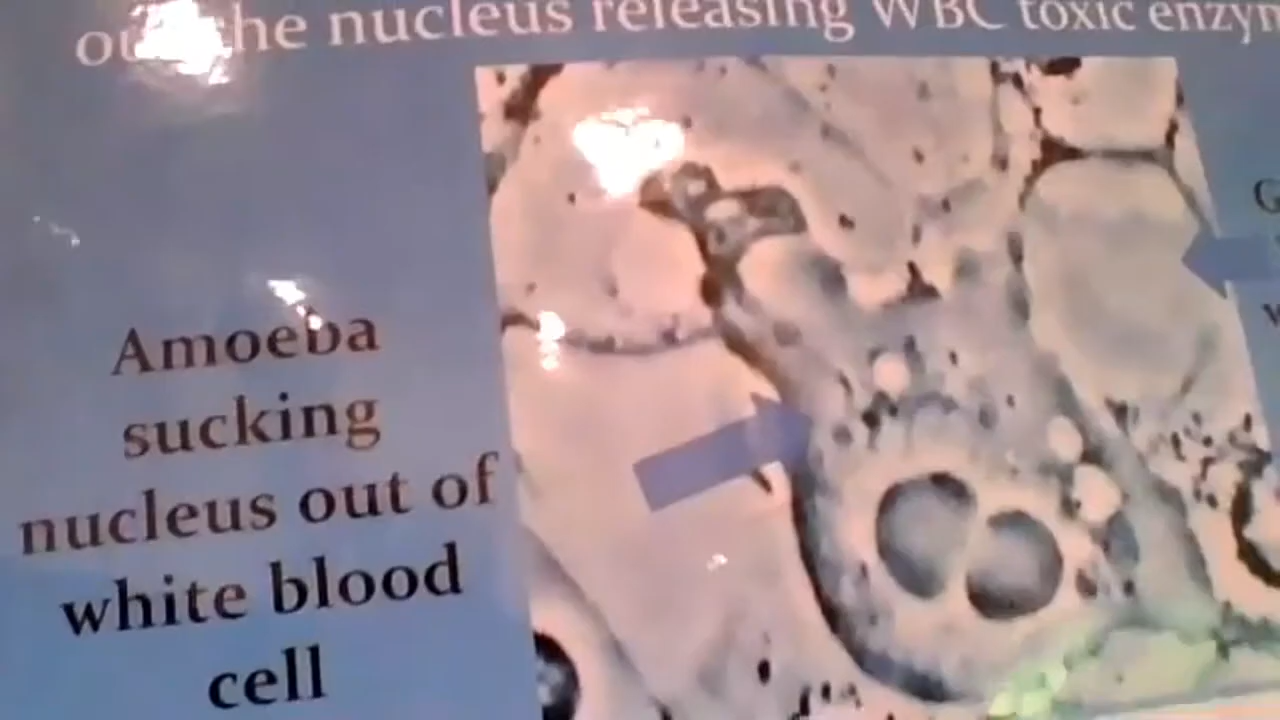 the nucleus releasing WBC toxic
Amoeba
sucking
nucleus out of
white blood
cell